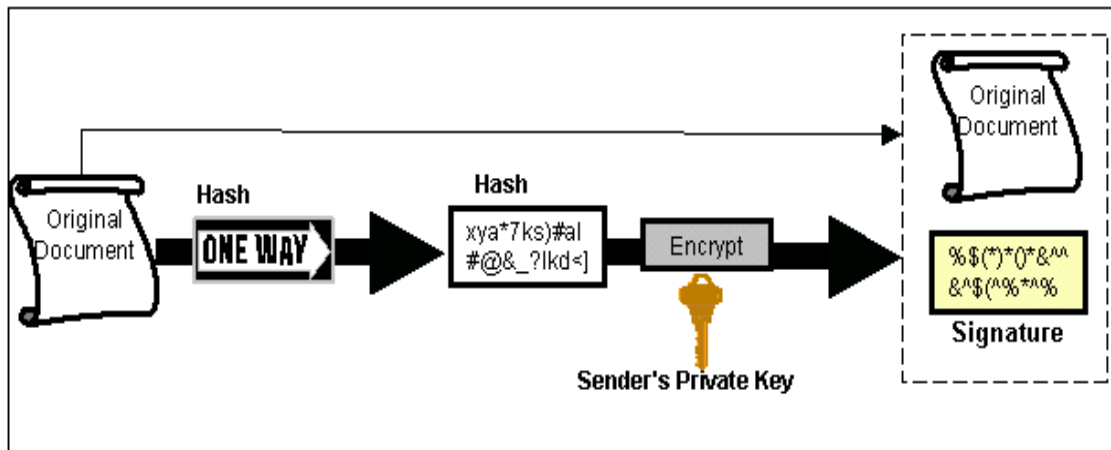 Original
Document
Hash
ONE WAY
Hash
xya*7ks)#al
#@&_?lkd<]
Encrypt
Sender's Private Key
Original
Document
%$(*)*()*&^^
&^$(^%*^%
Signature